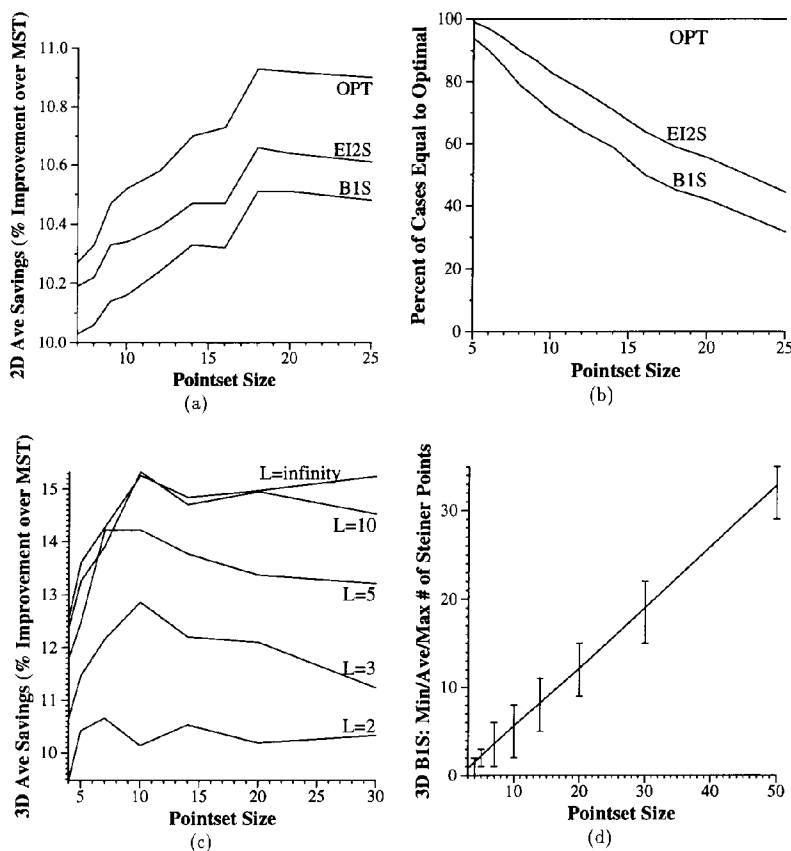 2D Ave Savings (% Improvement over MST)
11.0
10.8
10.6
10.4
10.2
10.0
OPT
EI2S
B1S
10
15
20
25
Pointset Size
(a)
Percent of Cases Equal to Optimal
100
80
60
40
20
0
OPT
EI2S
B1S
5
10
15
20
25
Pointset Size
(b)
3D Ave Savings (% Improvement over MST)
15
14
13
12
11
10
L=infinity
L=10
L=5
L=3
L=2
5
10
15
20
25
30
Pointset Size
(c)
3D B1S: Min/Ave/Max # of Steiner Points
30
20
10
0
10
20
30
40
50
Pointset Size
(d)